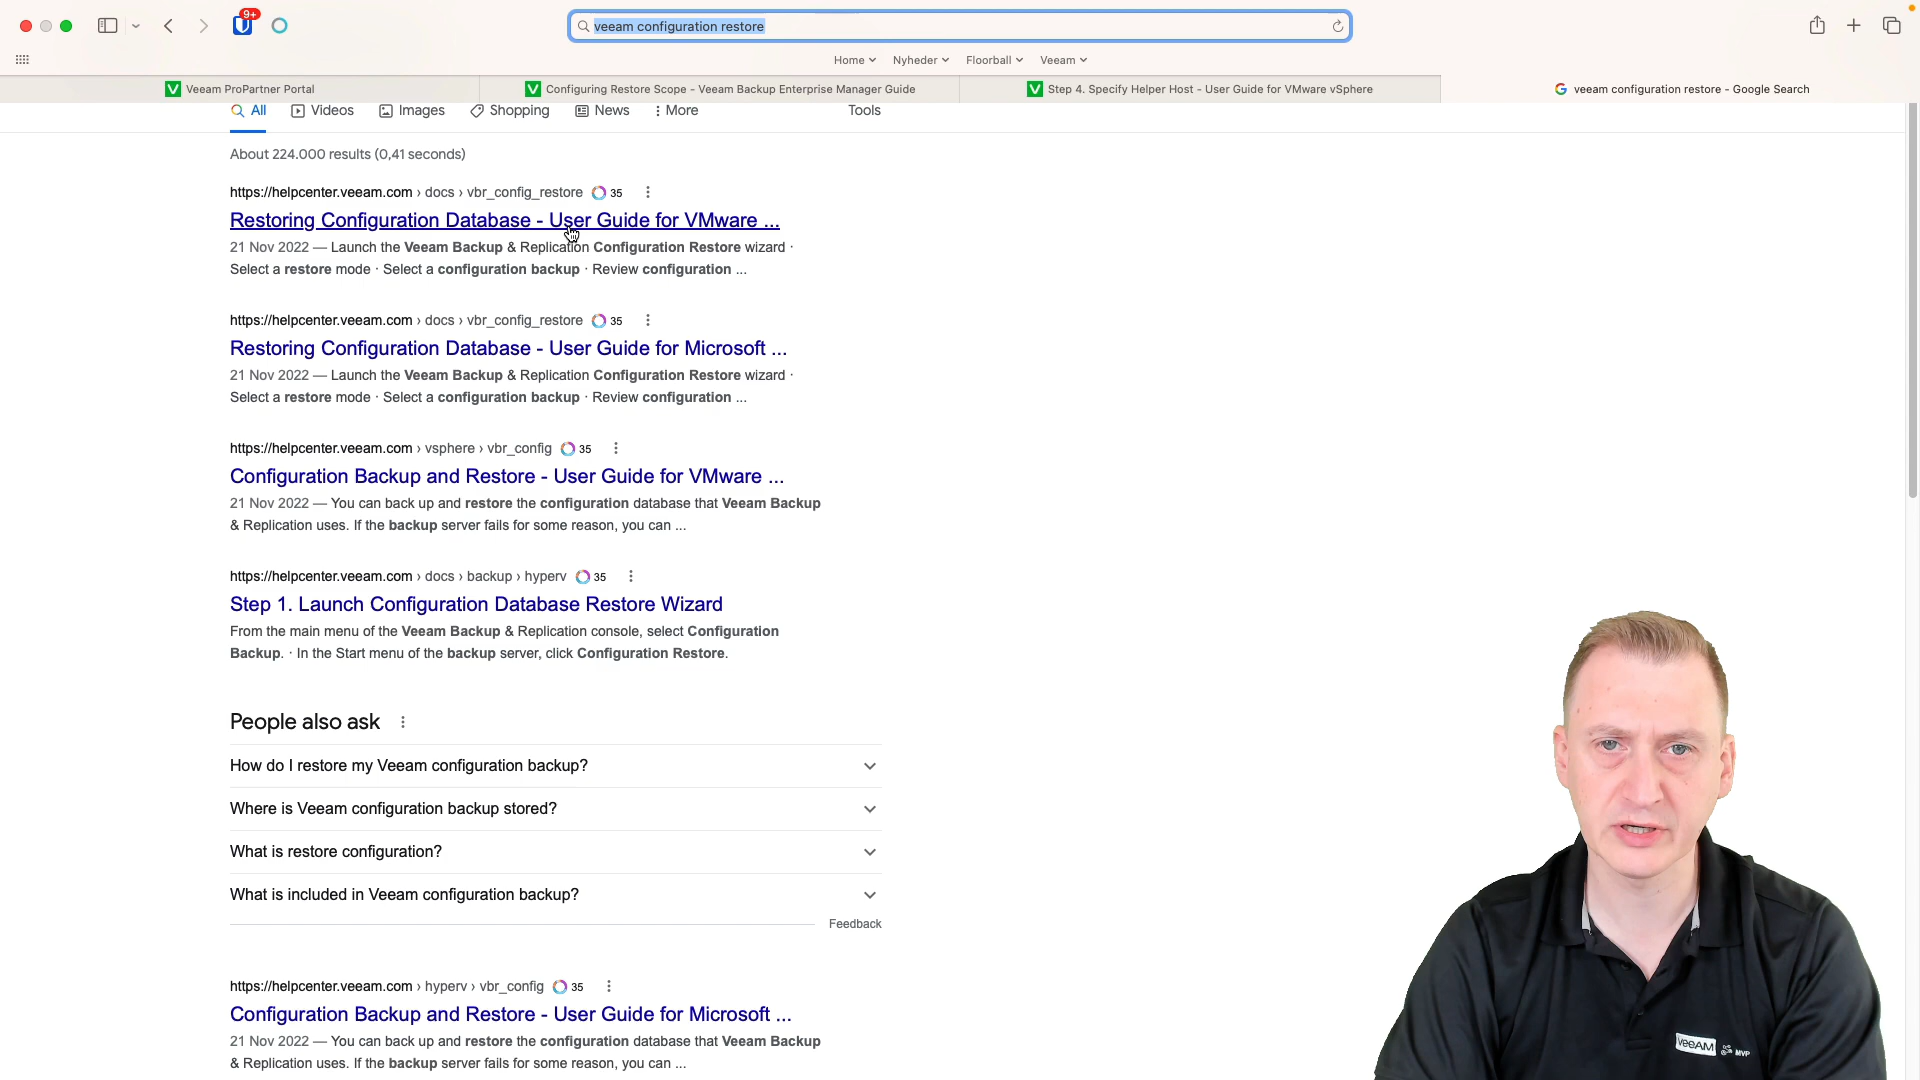 9+
veeam configuration restore
Home
Nyheder
Floorball
Veeam
Veeam ProPartner Portal
Configuring Restore Scope - Veeam Backup Enterprise Manager Guide
Step 4. Specify Helper Host - User Guide for VMware vSphere
veeam configuration restore - Google Search
All
Videos
Images
Shopping
News
More
Tools
About 224.000 results (0,41 seconds)
https://helpcenter.veeam.com › docs › vbr_config_restore 35
Restoring Configuration Database - User Guide for VMware ...
21 Nov 2022 — Launch the Veeam Backup & Replication Configuration Restore wizard ·
Select a restore mode · Select a configuration backup · Review configuration ...
https://helpcenter.veeam.com › docs › vbr_config_restore 35
Restoring Configuration Database - User Guide for Microsoft ...
21 Nov 2022 — Launch the Veeam Backup & Replication Configuration Restore wizard ·
Select a restore mode · Select a configuration backup · Review configuration ...
https://helpcenter.veeam.com › vsphere › vbr_config 35
Configuration Backup and Restore - User Guide for VMware ...
21 Nov 2022 — You can back up and restore the configuration database that Veeam Backup
& Replication uses. If the backup server fails for some reason, you can ...
https://helpcenter.veeam.com › docs › backup › hyperv 35
Step 1. Launch Configuration Database Restore Wizard
From the main menu of the Veeam Backup & Replication console, select Configuration
Backup. · In the Start menu of the backup server, click Configuration Restore.
People also ask
How do I restore my Veeam configuration backup?
Where is Veeam configuration backup stored?
What is restore configuration?
What is included in Veeam configuration backup?
Feedback
https://helpcenter.veeam.com › hyperv › vbr_config 35
Configuration Backup and Restore - User Guide for Microsoft ...
21 Nov 2022 — You can back up and restore the configuration database that Veeam Backup
& Replication uses. If the backup server fails for some reason, you can ...
veeAM MVP